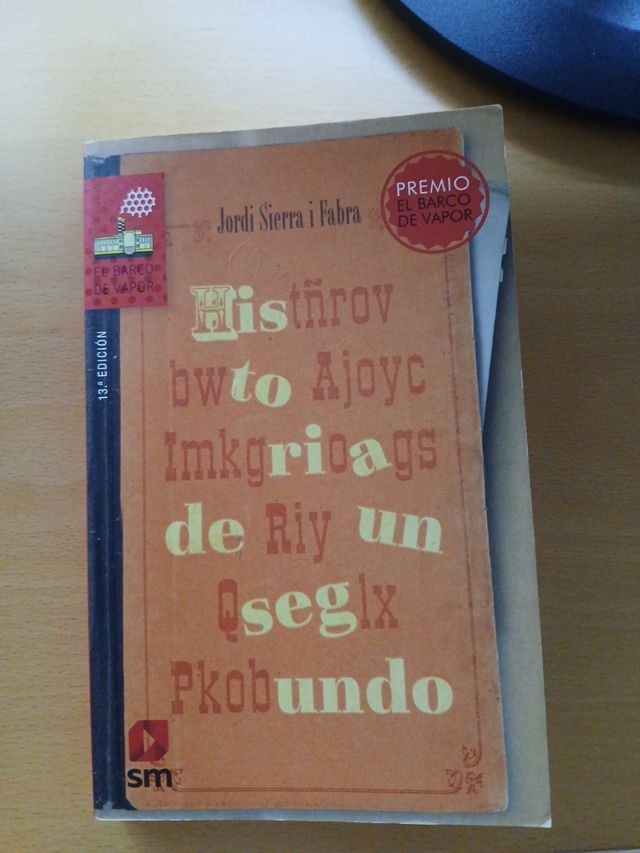 EL BARCO
DE VAPOR
Jordi Sierra i Fabra
PREMIO
EL BARCO
DE VAPOR
13.ª EDICIÓN
Histñrov
bwto Ajoyc
Imkgrioags
de Riy un
Qseglx
Pkobundo
sm